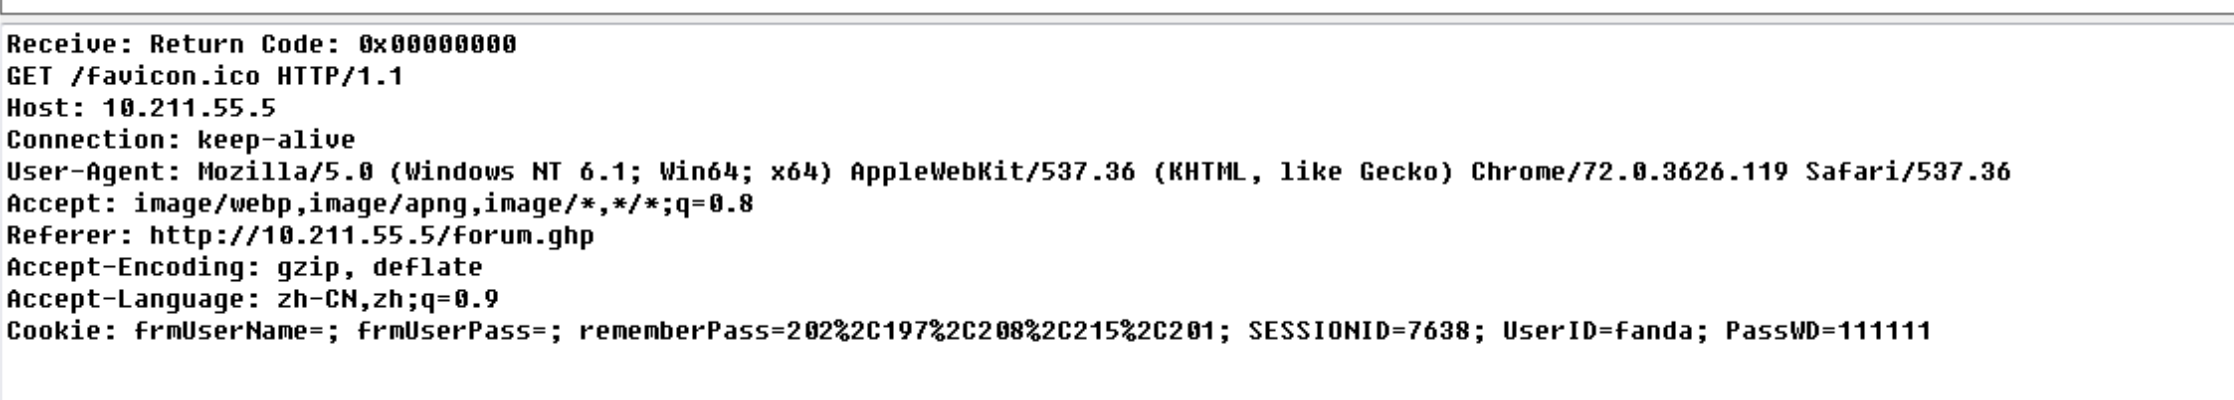 Receive: Return Code: 0x00000000
GET /favicon.ico HTTP/1.1
Host: 10.211.55.5
Connection: keep-alive
User-Agent: Mozilla/5.0 (Windows NT 6.1; Win64; x64) AppleWebKit/537.36 (KHTML, like Gecko) Chrome/72.0.3626.119 Safari/537.36
Accept: image/webp,image/apng,image/*,*/*;q=0.8
Referer: http://10.211.55.5/forum.ghp
Accept-Encoding: gzip, deflate
Accept-Language: zh-CN,zh;q=0.9
Cookie: frmUserName=; frmUserPass=; rememberPass=202%2C197%2C208%2C215%2C201; SESSIONID=7638; UserID=fanda; PassWD=111111